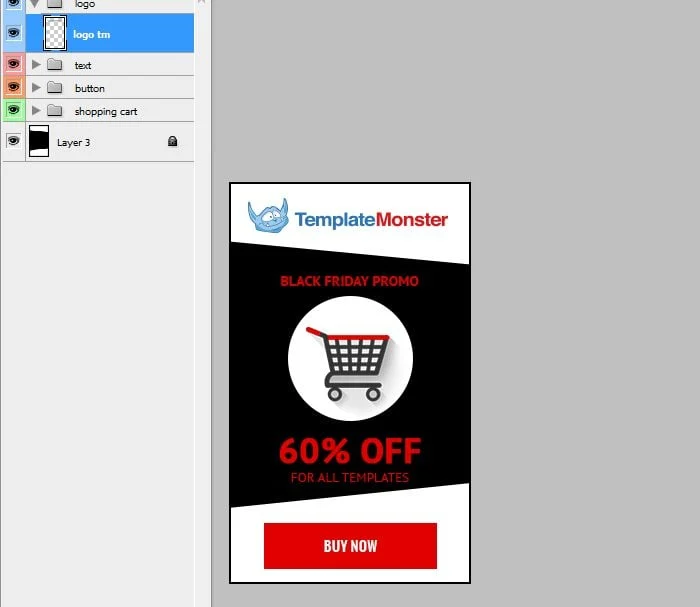 logo
logo tm
text
button
shopping cart
Layer 3
TemplateMonster
BLACK FRIDAY PROMO
60% OFF
FOR ALL TEMPLATES
BUY NOW